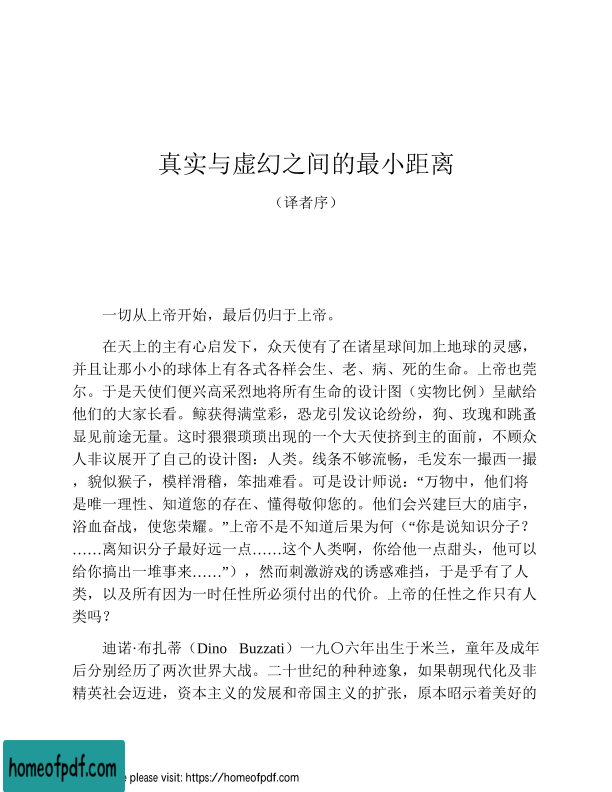 真实与虚幻之间的最小距离
（译者序）
一切从上帝开始，最后仍归于上帝。
在天上的主有心启发下，众天使有了在诸星球间加上地球的灵感，
并且让那小小的球体上有各式各样会生、老、病、死的生命。上帝也莞
尔。于是天使们便兴高采烈地将所有生命的设计图（实物比例）呈献给
他们的大家长看。鲸获得满堂彩，恐龙引发议论纷纷，狗、玫瑰和跳蚤
显见前途无量。这时猥猥琐琐出现的一个大天使挤到主的面前，不顾众
人非议展开了自己的设计图：人类。线条不够流畅，毛发东一撮西一撮
，貌似猴子，模样滑稽，笨拙难看。可是设计师说：“万物中，他们将
是唯一理性、知道您的存在、懂得敬仰您的。他们会兴建巨大的庙宇，
浴血奋战，使您荣耀。”上帝不是不知道后果为何（“你是说知识分子？
……离知识分子最好远一点……这个人类啊，你给他一点甜头，他可以
给你搞出一堆事来……”），然而刺激游戏的诱惑难挡，于是乎有了人
类，以及所有因为一时任性所必须付出的代价。上帝的任性之作只有人
类吗？
迪诺·布扎蒂（Dino Buzzati）一九〇六年出生于米兰，童年及成年
后分别经历了两次世界大战。二十世纪的种种迹象，如果朝现代化及非
精英社会迈进，资本主义的发展和帝国主义的扩张，原本昭示着美好的
homeofpdf.com
e please visit: https://homeofpdf.com